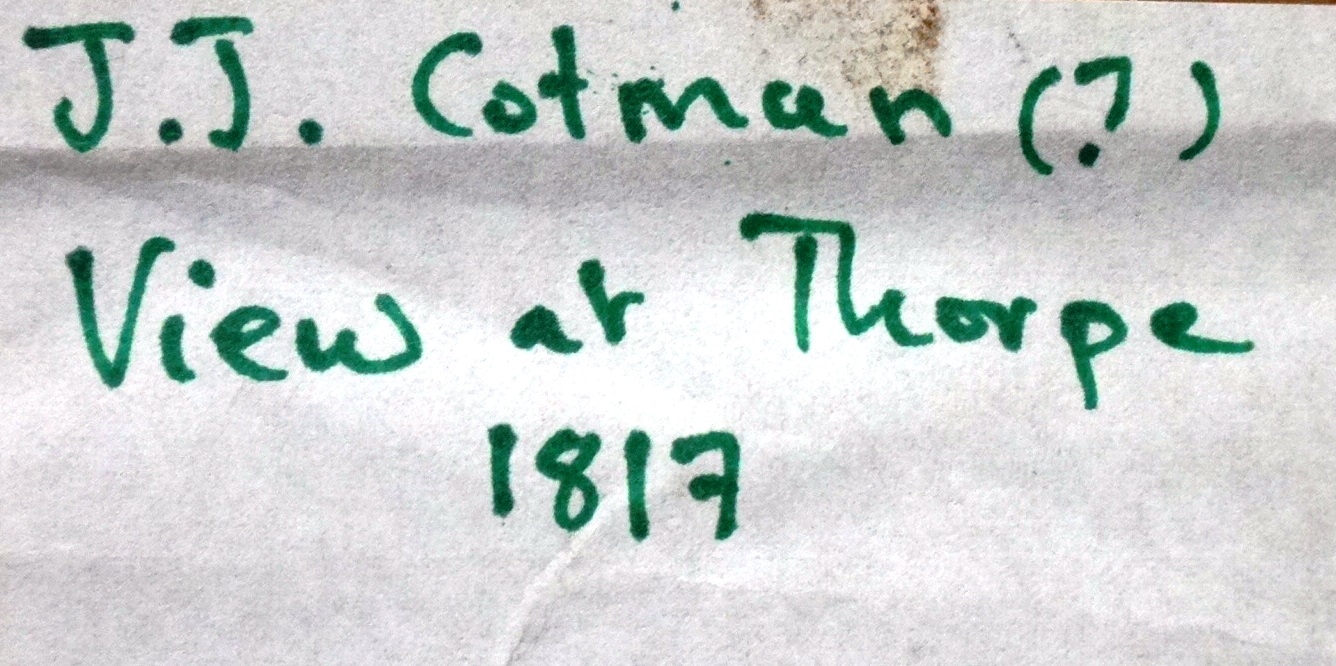 J.J. Cotman (?)
View at Thorpe
1817